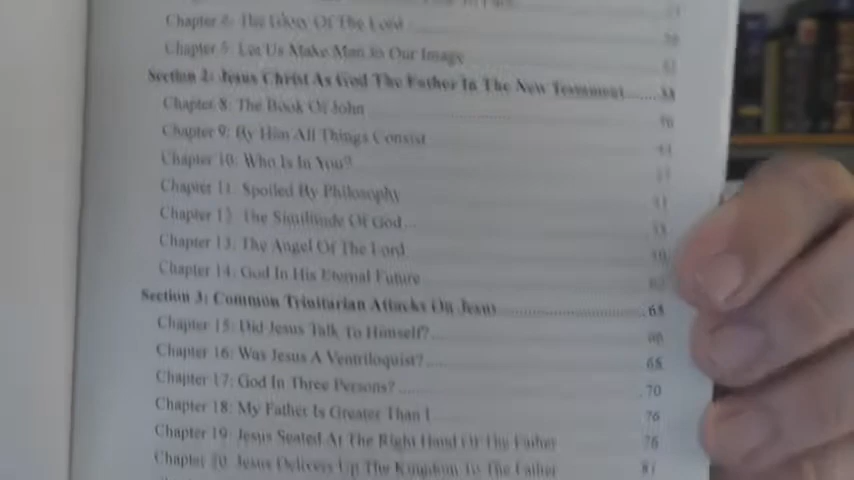 Chapter 4: The Glory Of The Lord
Chapter 5: Let Us Make Man In Our Image
Section 2: Jesus Christ As God The Father In The New Testament
Chapter 8: The Book Of John
Chapter 9: By Him All Things Consist
Chapter 10: Who Is In You?
Chapter 11: Spoiled By Philosophy
Chapter 12: The Similitude Of God
Chapter 13: The Angel Of The Lord
Chapter 14: God In His Eternal Future
Section 3: Common Trinitarian Attacks On Jesus 65
Chapter 15: Did Jesus Talk To Himself? 66
Chapter 16: Was Jesus A Ventriloquist? 68
Chapter 17: God In Three Persons? 70
Chapter 18: My Father Is Greater Than I 76
Chapter 19: Jesus Seated At The Right Hand Of The Father
Chapter 20: Jesus Delivers Up The Kingdom To The Father